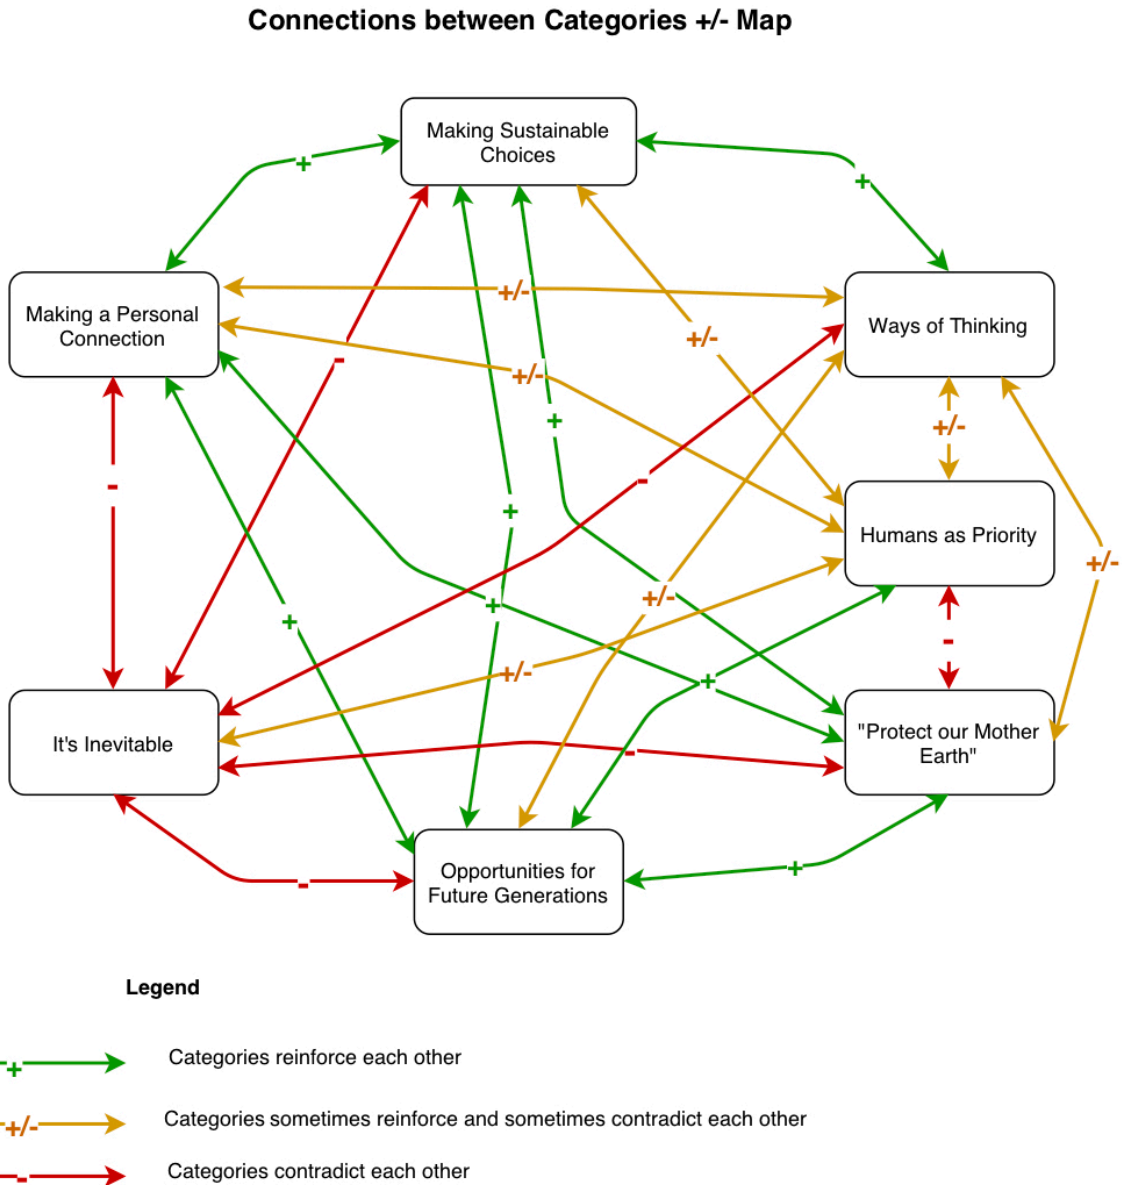 Connections between Categories +/- Map
Making Sustainable
Choices
+
+
Making a Personal
Connection
+/-
Ways of Thinking
+/-
-
+/-
+
+/-
-
-
+
Humans as Priority
+/-
+
+/-
+
-
+/-
+
It's Inevitable
"Protect our Mother
Earth"
-
+
-
Opportunities for
Future Generations
Legend
+
Categories reinforce each other
+/-
Categories sometimes reinforce and sometimes contradict each other
-
Categories contradict each other